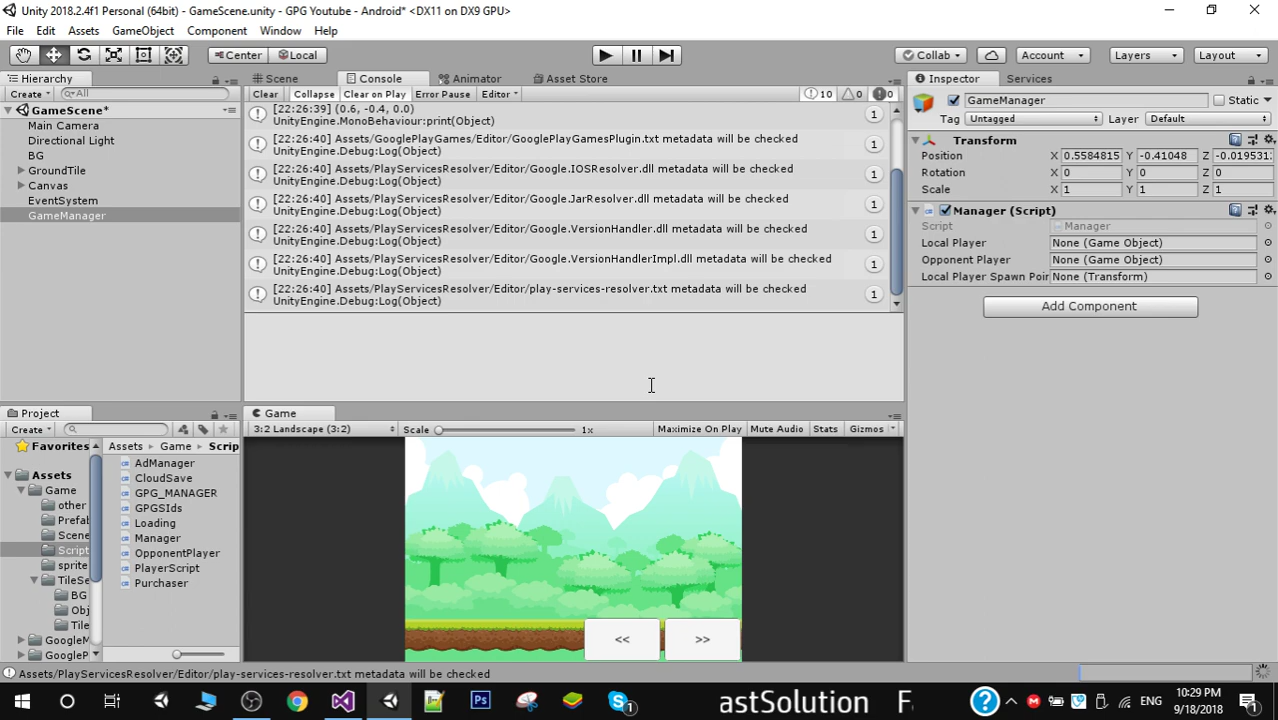 Unity 2018.2.4f1 Personal (64bit) - GameScene.unity - GPG Youtube - Android* <DX11 on DX9 GPU>
File Edit Assets GameObject Component Window Help
Center Local Collab Account Layers Layout
Hierarchy Scene Console Animator Asset Store Inspector Services
Create All Clear Collapse Clear on Play Error Pause Editor 10 0 0 GameManager Static
GameScene*
Main Camera
Directional Light
BG
GroundTile
Canvas
EventSystem
GameManager
[22:26:39] (0.6, -0.4, 0.0)
UnityEngine.MonoBehaviour:print(Object)
1
[22:26:40] Assets/GooglePlayGames/Editor/GooglePlayGamesPlugin.txt metadata will be checked
UnityEngine.Debug:Log(Object)
1
[22:26:40] Assets/PlayServicesResolver/Editor/Google.IOSResolver.dll metadata will be checked
UnityEngine.Debug:Log(Object)
1
[22:26:40] Assets/PlayServicesResolver/Editor/Google.JarResolver.dll metadata will be checked
UnityEngine.Debug:Log(Object)
1
[22:26:40] Assets/PlayServicesResolver/Editor/Google.VersionHandler.dll metadata will be checked
UnityEngine.Debug:Log(Object)
1
[22:26:40] Assets/PlayServicesResolver/Editor/Google.VersionHandlerImpl.dll metadata will be checked
UnityEngine.Debug:Log(Object)
1
[22:26:40] Assets/PlayServicesResolver/Editor/play-services-resolver.txt metadata will be checked
UnityEngine.Debug:Log(Object)
1
Tag Untagged Layer Default
Transform
Position X 0.5584815 Y -0.41048 Z -0.019531
Rotation X 0 Y 0 Z 0
Scale X 1 Y 1 Z 1
Manager (Script)
Script Manager
Local Player None (Game Object)
Opponent Player None (Game Object)
Local Player Spawn Poir None (Transform)
Add Component
Project
Create
Favorites
Assets
Game
other
Prefab
Scene
Script
sprite
TileSe
BG
Obj
Tile
GoogleM
GoogleP
Assets Game Scrip
AdManager
CloudSave
GPG_MANAGER
GPGSIds
Loading
Manager
OpponentPlayer
PlayerScript
Purchaser
Game
3:2 Landscape (3:2) Scale 1x Maximize On Play Mute Audio Stats Gizmos
<< >>
Assets/PlayServicesResolver/Editor/play-services-resolver.txt metadata will be checked
astSolution F
ENG
10:29 PM
9/18/2018